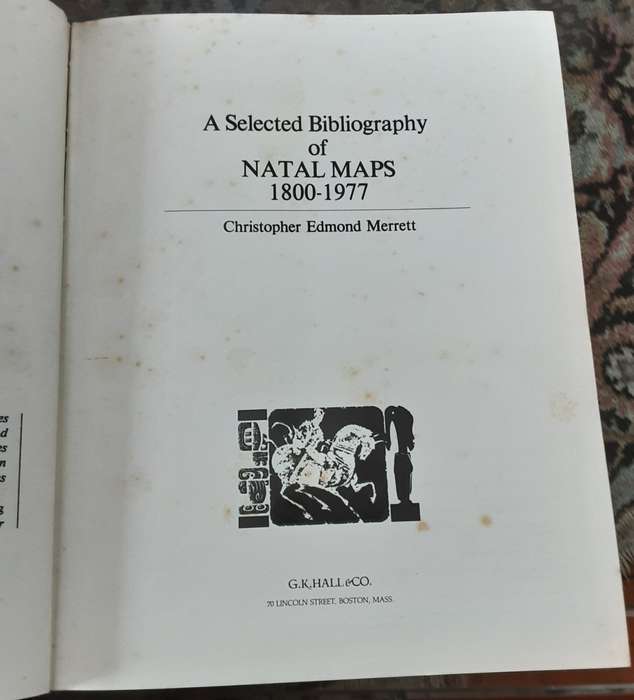 A Selected Bibliography
of
NATAL MAPS
1800-1977
Christopher Edmond Merrett
G.K.HALL &CO.
70 LINCOLN STREET, BOSTON, MASS.